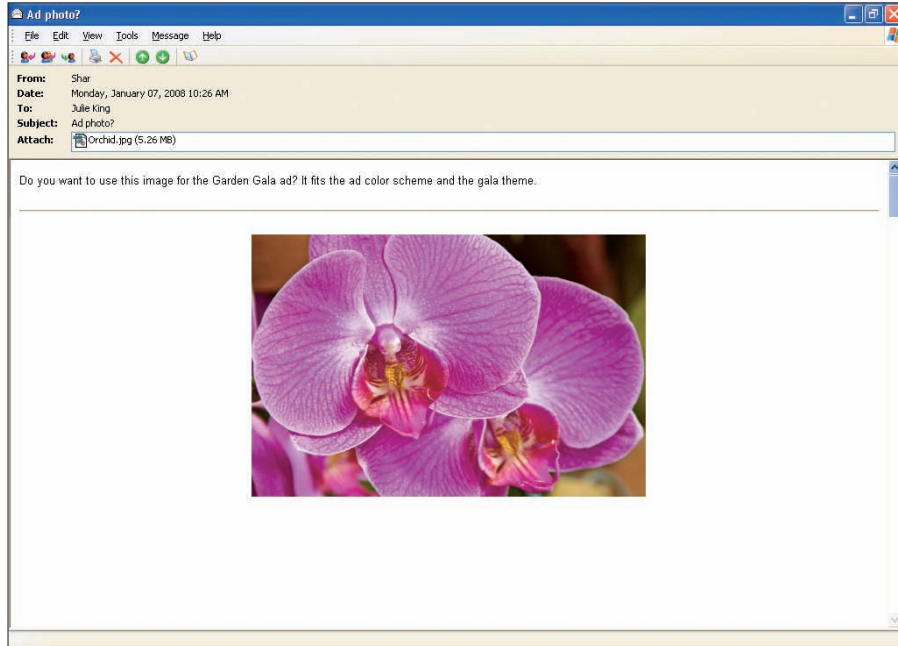 Ad photo?
File Edit View Tools Message Help
From: Shar
Date: Monday, January 07, 2008 10:26 AM
To: Julie King
Subject: Ad photo?
Attach: Orchid.jpg (5.26 MB)
Do you want to use this image for the Garden Gala ad? It fits the ad color scheme and the gala theme.